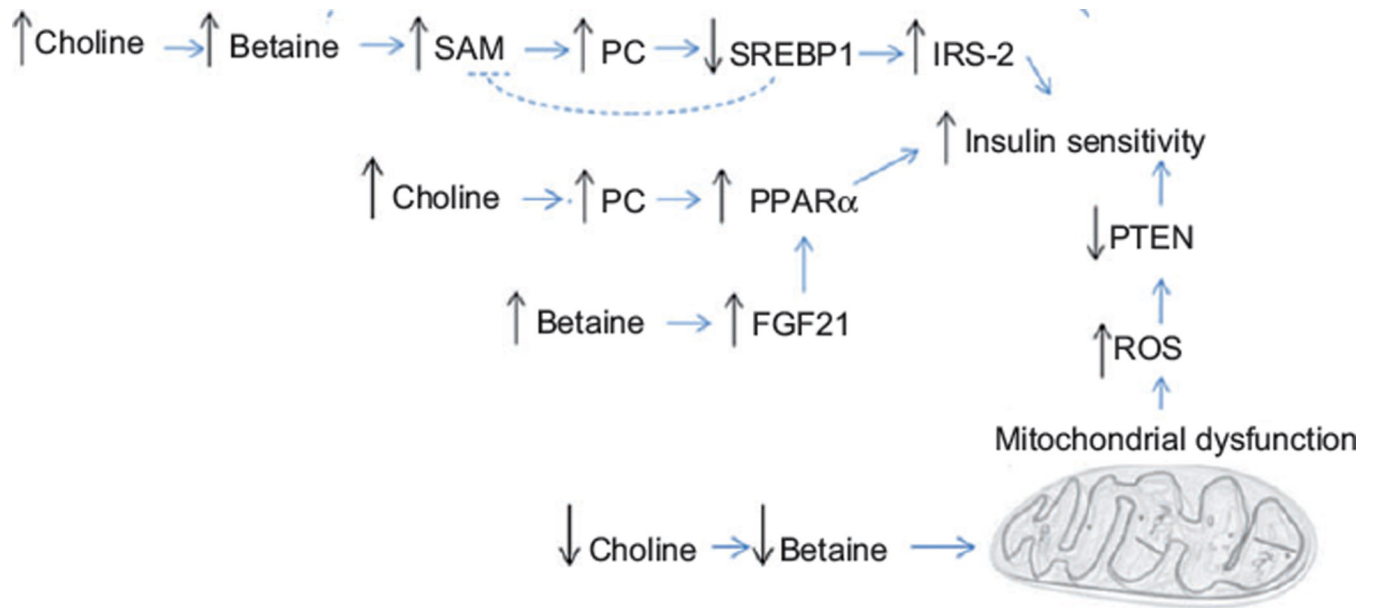 ↑Choline → ↑ Betaine → ↑ SAM → ↑ PC → ↓ SREBP1 → ↑ IRS-2
↑ Insulin sensitivity
↑ Choline → ↑ PC → ↑ PPARα
↓ PTEN
↑ Betaine → ↑ FGF21
↑ROS
Mitochondrial dysfunction
↓ Choline → ↓ Betaine →